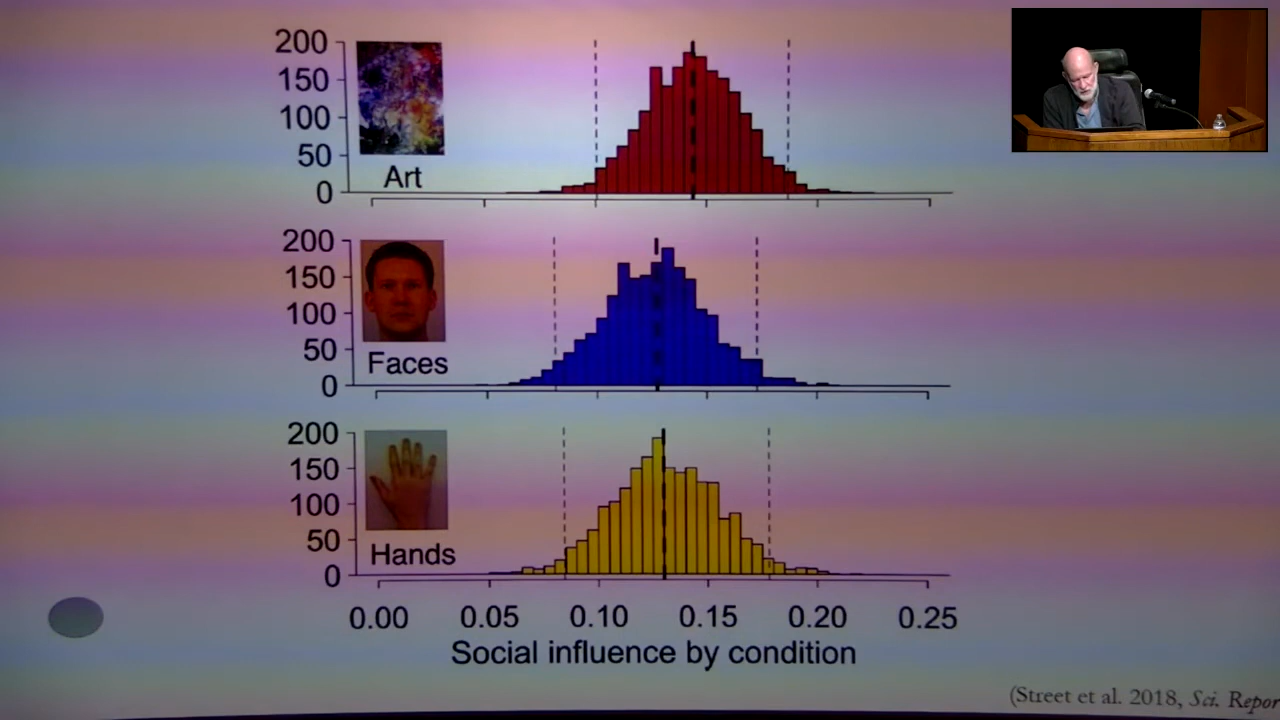 200
150
100
50
0
Art
200
150
100
50
0
Faces
200
150
100
50
0
Hands
0.00 0.05 0.10 0.15 0.20 0.25
Social influence by condition
(Street et al. 2018, Sci. Repor